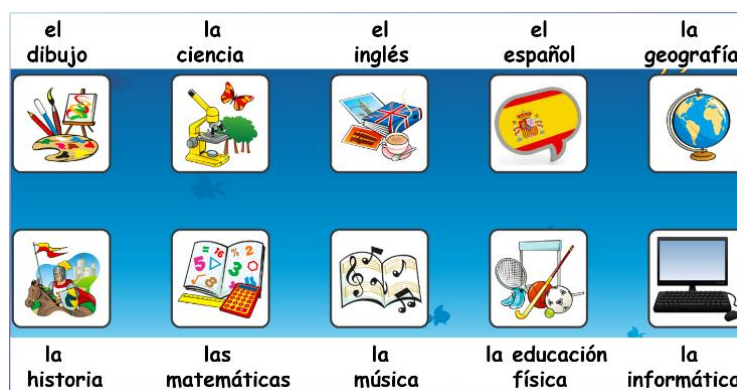 el la el el la
dibujo ciencia inglés español geografía
la las la la educación la
historia matemáticas música física informática